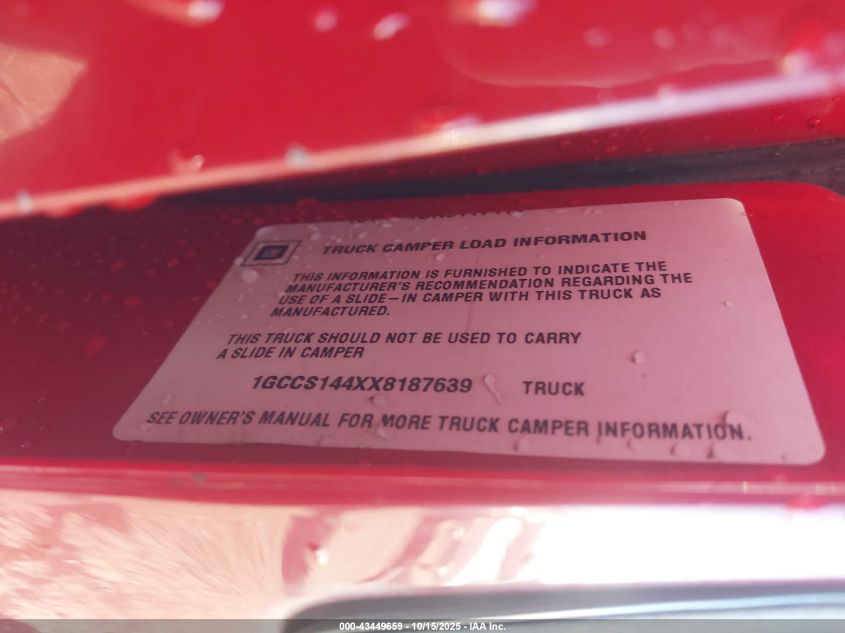 TRUCK CAMPER LOAD INFORMATION
THIS INFORMATION IS FURNISHED TO INDICATE THE
MANUFACTURER'S RECOMMENDATION REGARDING THE
USE OF A SLIDE—IN CAMPER WITH THIS TRUCK AS
MANUFACTURED.
THIS TRUCK SHOULD NOT BE USED TO CARRY
A SLIDE IN CAMPER
1GCCS144XX8187639 TRUCK
SEE OWNER'S MANUAL FOR MORE TRUCK CAMPER INFORMATION.
000-43449659 - 10/15/2025 - IAA Inc.